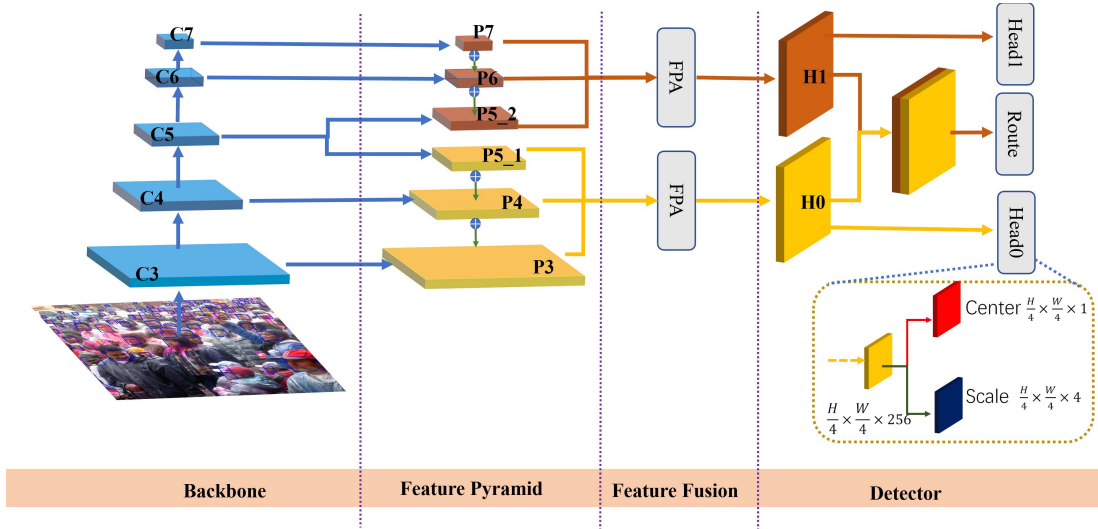 C7
C6
C5
C4
C3
P7
P6
P5_2
P5_1
P4
P3
FPA
FPA
H1
H0
Head1
Route
Head0
Center H/4 × W/4 × 1
Scale H/4 × W/4 × 4
H/4 × W/4 × 256
Backbone
Feature Pyramid
Feature Fusion
Detector